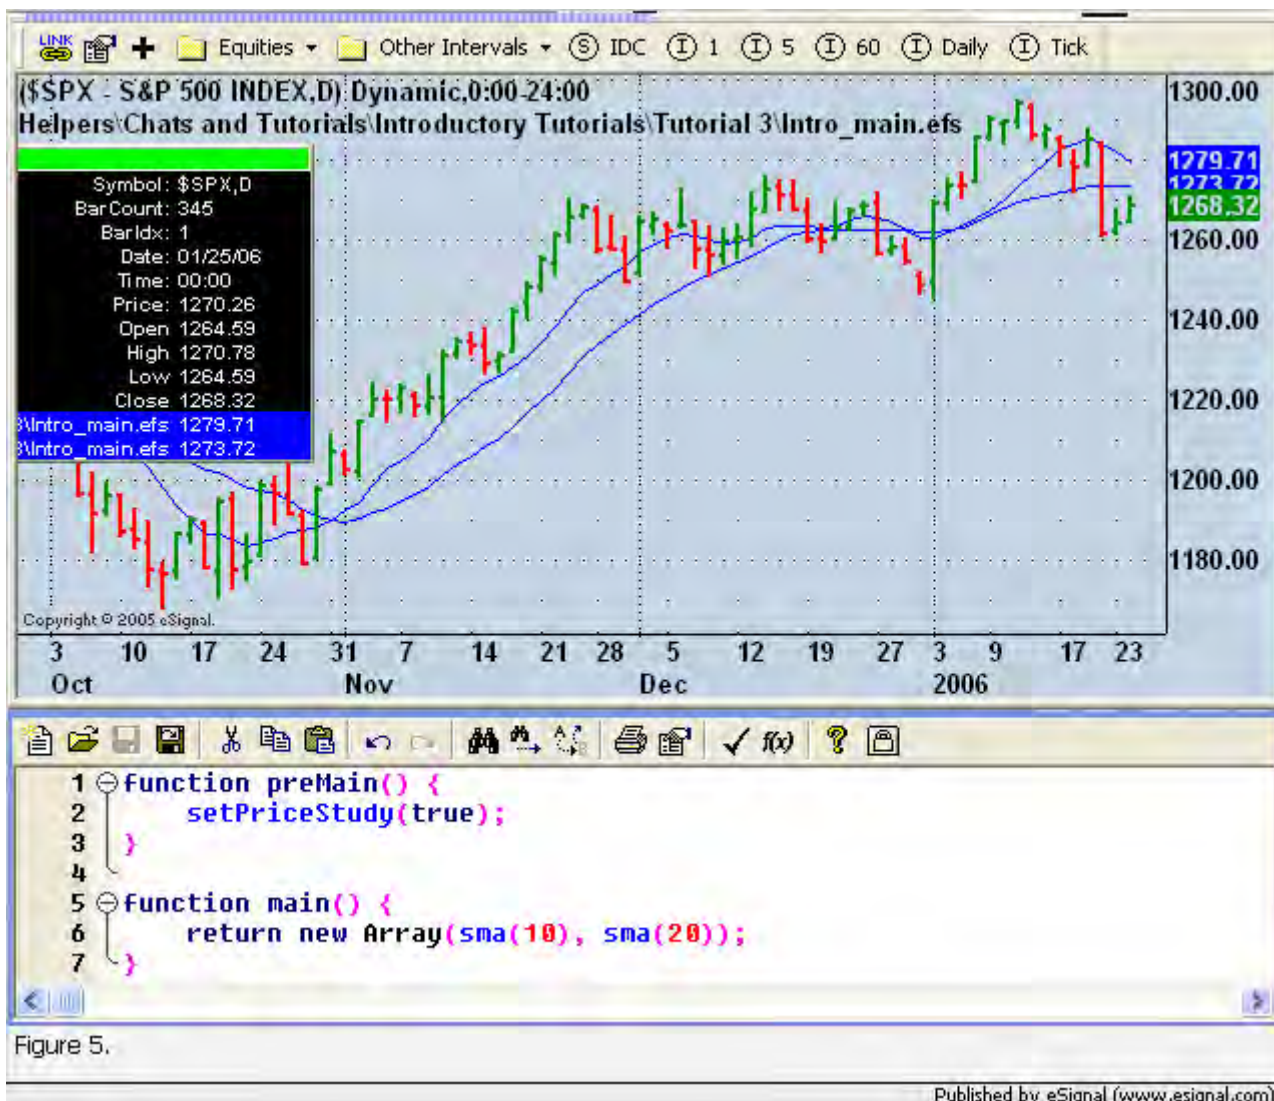 LINK Equities Other Intervals S IDC I 1 I 5 I 60 I Daily I Tick
($SPX - S&P 500 INDEX,D) Dynamic,0:00-24:00
Helpers\Chats and Tutorials\Introductory Tutorials\Tutorial 3\Intro_main.efs
Symbol: $SPX,D
BarCount: 345
BarIdx: 1
Date: 01/25/06
Time: 00:00
Price: 1270.26
Open 1264.59
High 1270.78
Low 1264.59
Close 1268.32
3\Intro_main.efs 1279.71
3\Intro_main.efs 1273.72
1300.00
1279.71
1273.72
1268.32
1260.00
1240.00
1220.00
1200.00
1180.00
Copyright © 2005 eSignal.
3 10 17 24 31 7 14 21 28 5 12 19 27 3 9 17 23
Oct Nov Dec 2006
f(x) ?
1 function preMain() {
2 setPriceStudy(true);
3 }
4
5 function main() {
6 return new Array(sma(10), sma(20));
7 }
Figure 5.
Published by eSignal (www.esignal.com)